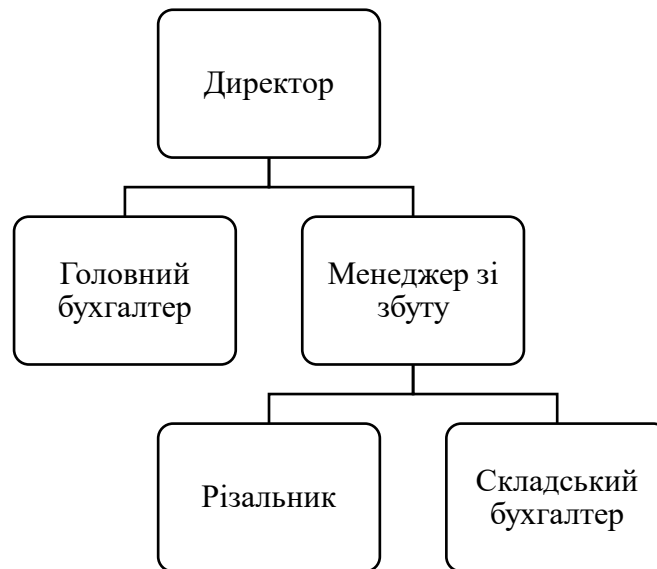 Директор
Головний
бухгалтер
Менеджер зі
збуту
Різальник
Складський
бухгалтер